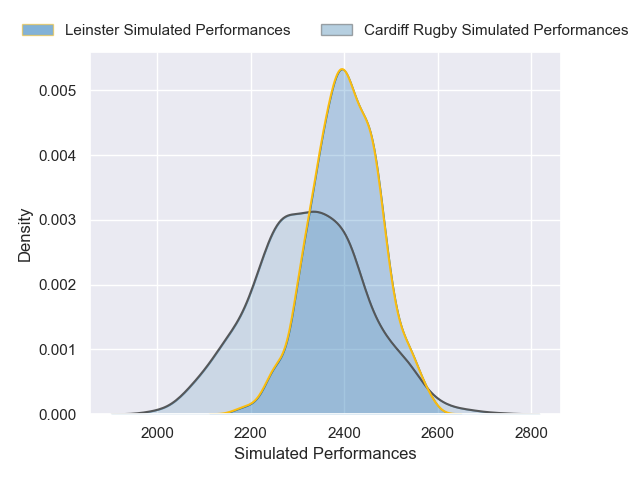 Leinster Simulated Performances Cardiff Rugby Simulated Performances
0.005
0.004
0.003
0.002
0.001
0.000
Density
2000 2200 2400 2600 2800
Simulated Performances